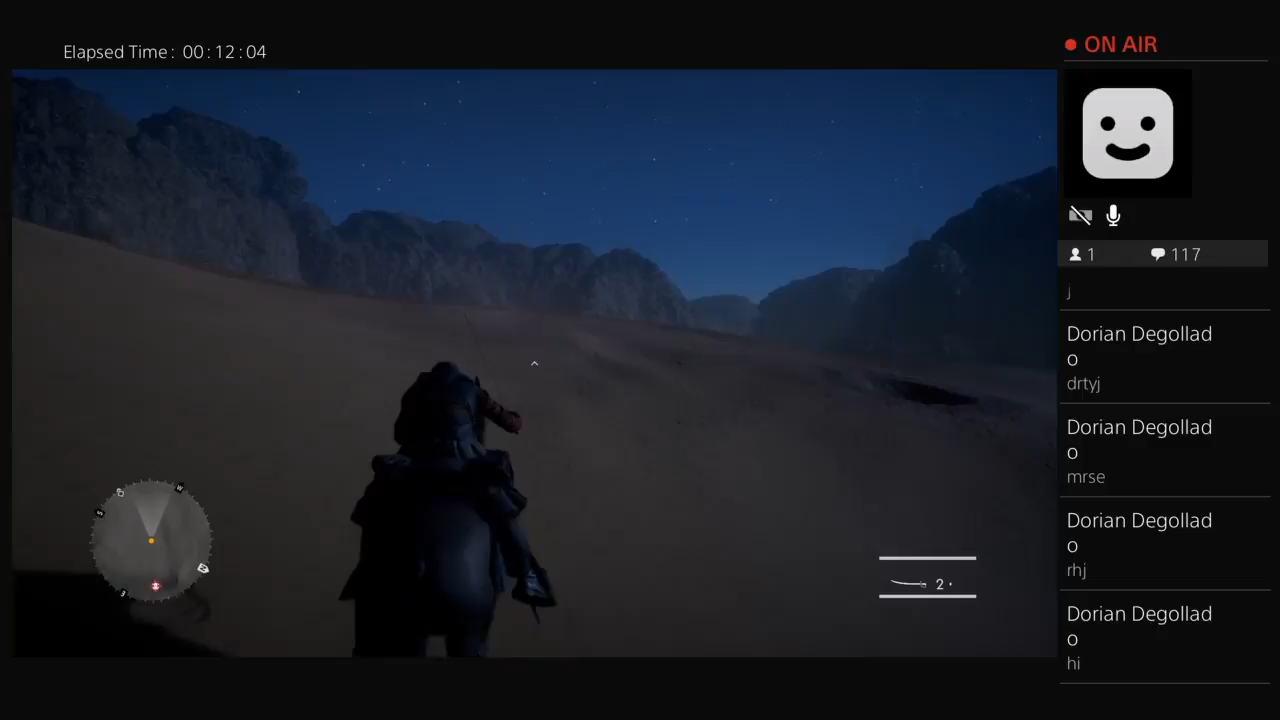 Elapsed Time: 00:12:04
ON AIR
1
117
j
Dorian Degollad
o
drtyj
Dorian Degollad
o
mrse
Dorian Degollad
o
rhj
Dorian Degollad
o
hi
W
S
2